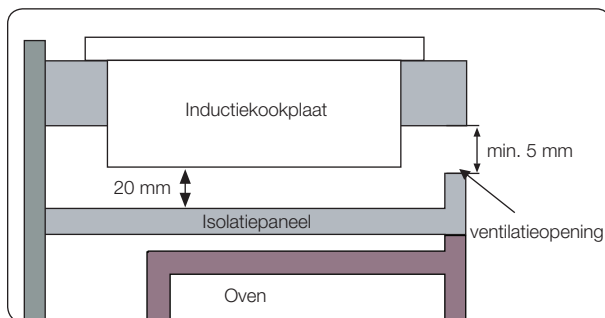 Inductiekookplaat
min. 5 mm
20 mm
Isolatiepaneel
ventilatieopening
Oven